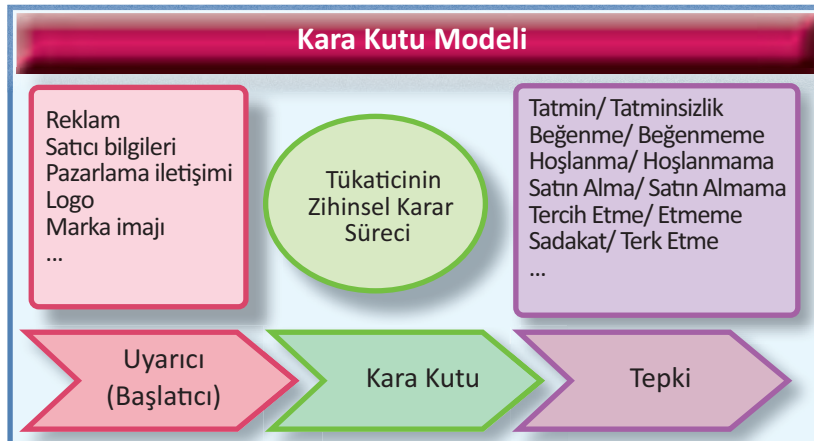 Kara Kutu Modeli
Reklam
Satıcı bilgileri
Pazarlama iletişimi
Logo
Marka imajı
...
Tükaticinin
Zihinsel Karar
Süreci
Tatmin/ Tatminsizlik
Beğenme/ Beğenmeme
Hoşlanma/ Hoşlanmama
Satın Alma/ Satın Almama
Tercih Etme/ Etmeme
Sadakat/ Terk Etme
...
Uyarıcı
(Başlatıcı)
Kara Kutu
Tepki